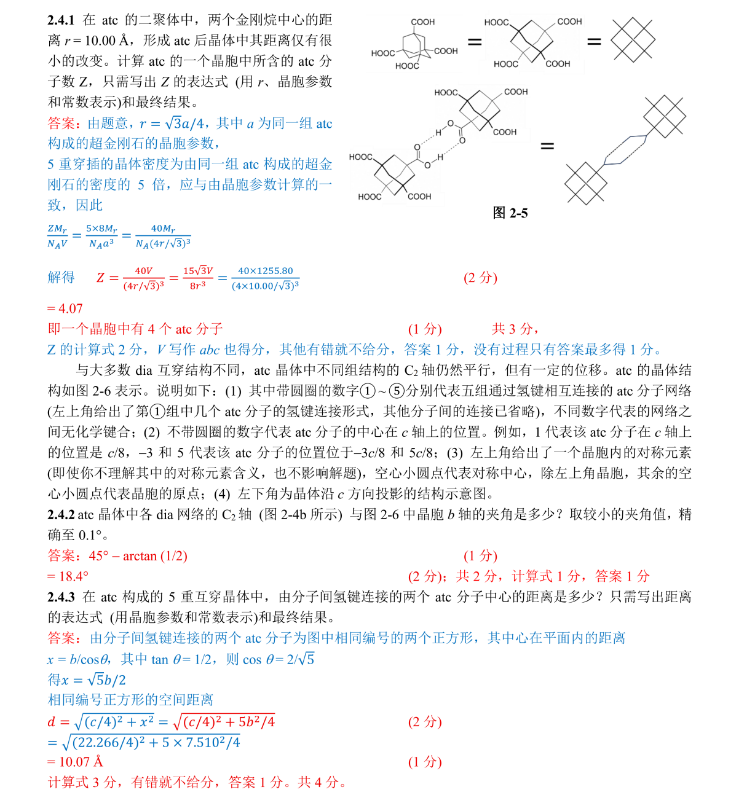 2.4.1 在 atc 的二聚体中，两个金刚烷中心的距
离 r = 10.00 Å，形成 atc 后晶体中其距离仅有很
小的改变。计算 atc 的一个晶胞中所含的 atc 分
子数 Z，只需写出 Z 的表达式 (用 r、晶胞参数
和常数表示)和最终结果。
答案：由题意，r = √3a/4，其中 a 为同一组 atc
构成的超金刚石的晶胞参数，
5 重穿插的晶体密度为由同一组 atc 构成的超金
刚石的密度的 5 倍，应与由晶胞参数计算的一
致，因此
ZMr/NAV = 5×8Mr/NAa³ = 40Mr/NA(4r/√3)³
解得 Z = 40V/(4r/√3)³ = 15√3V/8r³ = 40×1255.80/(4×10.00/√3)³ (2 分)
= 4.07
即一个晶胞中有 4 个 atc 分子 (1 分) 共 3 分，
Z 的计算式 2 分，V 写作 abc 也得分，其他有错就不给分，答案 1 分，没有过程只有答案最多得 1 分。
COOH
HOOC
COOH
HOOC
=
HOOC
COOH
HOOC
COOH
=
HOOC
COOH
COOH
H
O
O
O
O
H
HOOC
HOOC
COOH
=
图 2-5
与大多数 dia 互穿结构不同，atc 晶体中不同组结构的 C₂ 轴仍然平行，但有一定的位移。atc 的晶体结
构如图 2-6 表示。说明如下：(1) 其中带圆圈的数字①～⑤分别代表五组通过氢键相互连接的 atc 分子网络
(左上角给出了第①组中几个 atc 分子的氢键连接形式，其他分子间的连接已省略)，不同数字代表的网络之
间无化学键合；(2) 不带圆圈的数字代表 atc 分子的中心在 c 轴上的位置。例如，1 代表该 atc 分子在 c 轴上
的位置是 c/8，−3 和 5 代表该 atc 分子的位置位于−3c/8 和 5c/8；(3) 左上角给出了一个晶胞内的对称元素
(即使你不理解其中的对称元素含义，也不影响解题)，空心小圆点代表对称中心，除左上角晶胞，其余的空
心小圆点代表晶胞的原点；(4) 左下角为晶体沿 c 方向投影的结构示意图。
2.4.2 atc 晶体中各 dia 网络的 C₂ 轴 (图 2-4b 所示) 与图 2-6 中晶胞 b 轴的夹角是多少？取较小的夹角值，精
确至 0.1°。
答案：45° − arctan (1/2) (1 分)
= 18.4° (2 分)；共 2 分，计算式 1 分，答案 1 分
2.4.3 在 atc 构成的 5 重互穿晶体中，由分子间氢键连接的两个 atc 分子中心的距离是多少？只需写出距离
的表达式 (用晶胞参数和常数表示)和最终结果。
答案：由分子间氢键连接的两个 atc 分子为图中相同编号的两个正方形，其中心在平面内的距离
x = b/cosθ，其中 tan θ = 1/2，则 cos θ = 2/√5
得x = √5b/2
相同编号正方形的空间距离
d = √((c/4)² + x²) = √((c/4)² + 5b²/4) (2 分)
= √((22.266/4)² + 5 × 7.510²/4)
= 10.07 Å (1 分)
计算式 3 分，有错就不给分，答案 1 分。共 4 分。